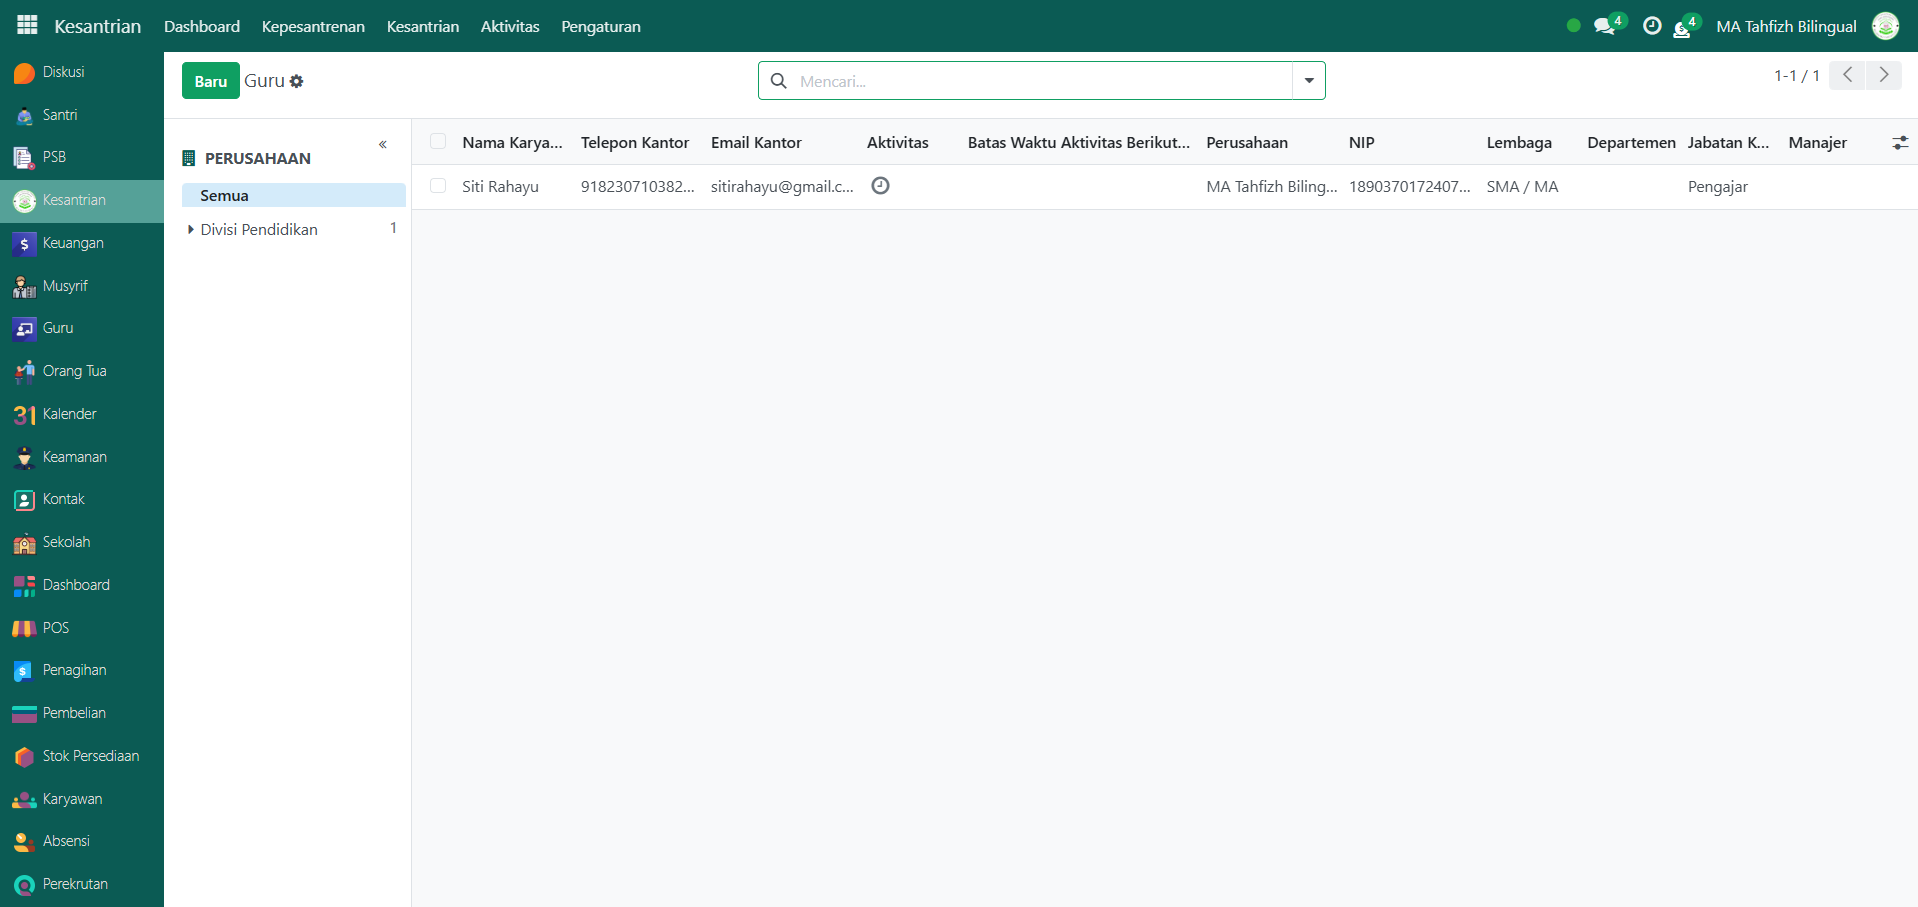 Kesantrian Dashboard Kepesantrenan Kesantrian Aktivitas Pengaturan 4 4 MA Tahfizh Bilingual
Diskusi
Santri
PSB
Kesantrian
Keuangan
Musyrif
Guru
Orang Tua
31 Kalender
Keamanan
Kontak
Sekolah
Dashboard
POS
Penagihan
Pembelian
Stok Persediaan
Karyawan
Absensi
Perekrutan
Baru Guru Mencari... 1-1 / 1
PERUSAHAAN «
Semua
Divisi Pendidikan 1
Nama Karya... Telepon Kantor Email Kantor Aktivitas Batas Waktu Aktivitas Berikut... Perusahaan NIP Lembaga Departemen Jabatan K... Manajer
Siti Rahayu 918230710382... sitirahayu@gmail.c... MA Tahfizh Biling... 1890370172407... SMA / MA Pengajar